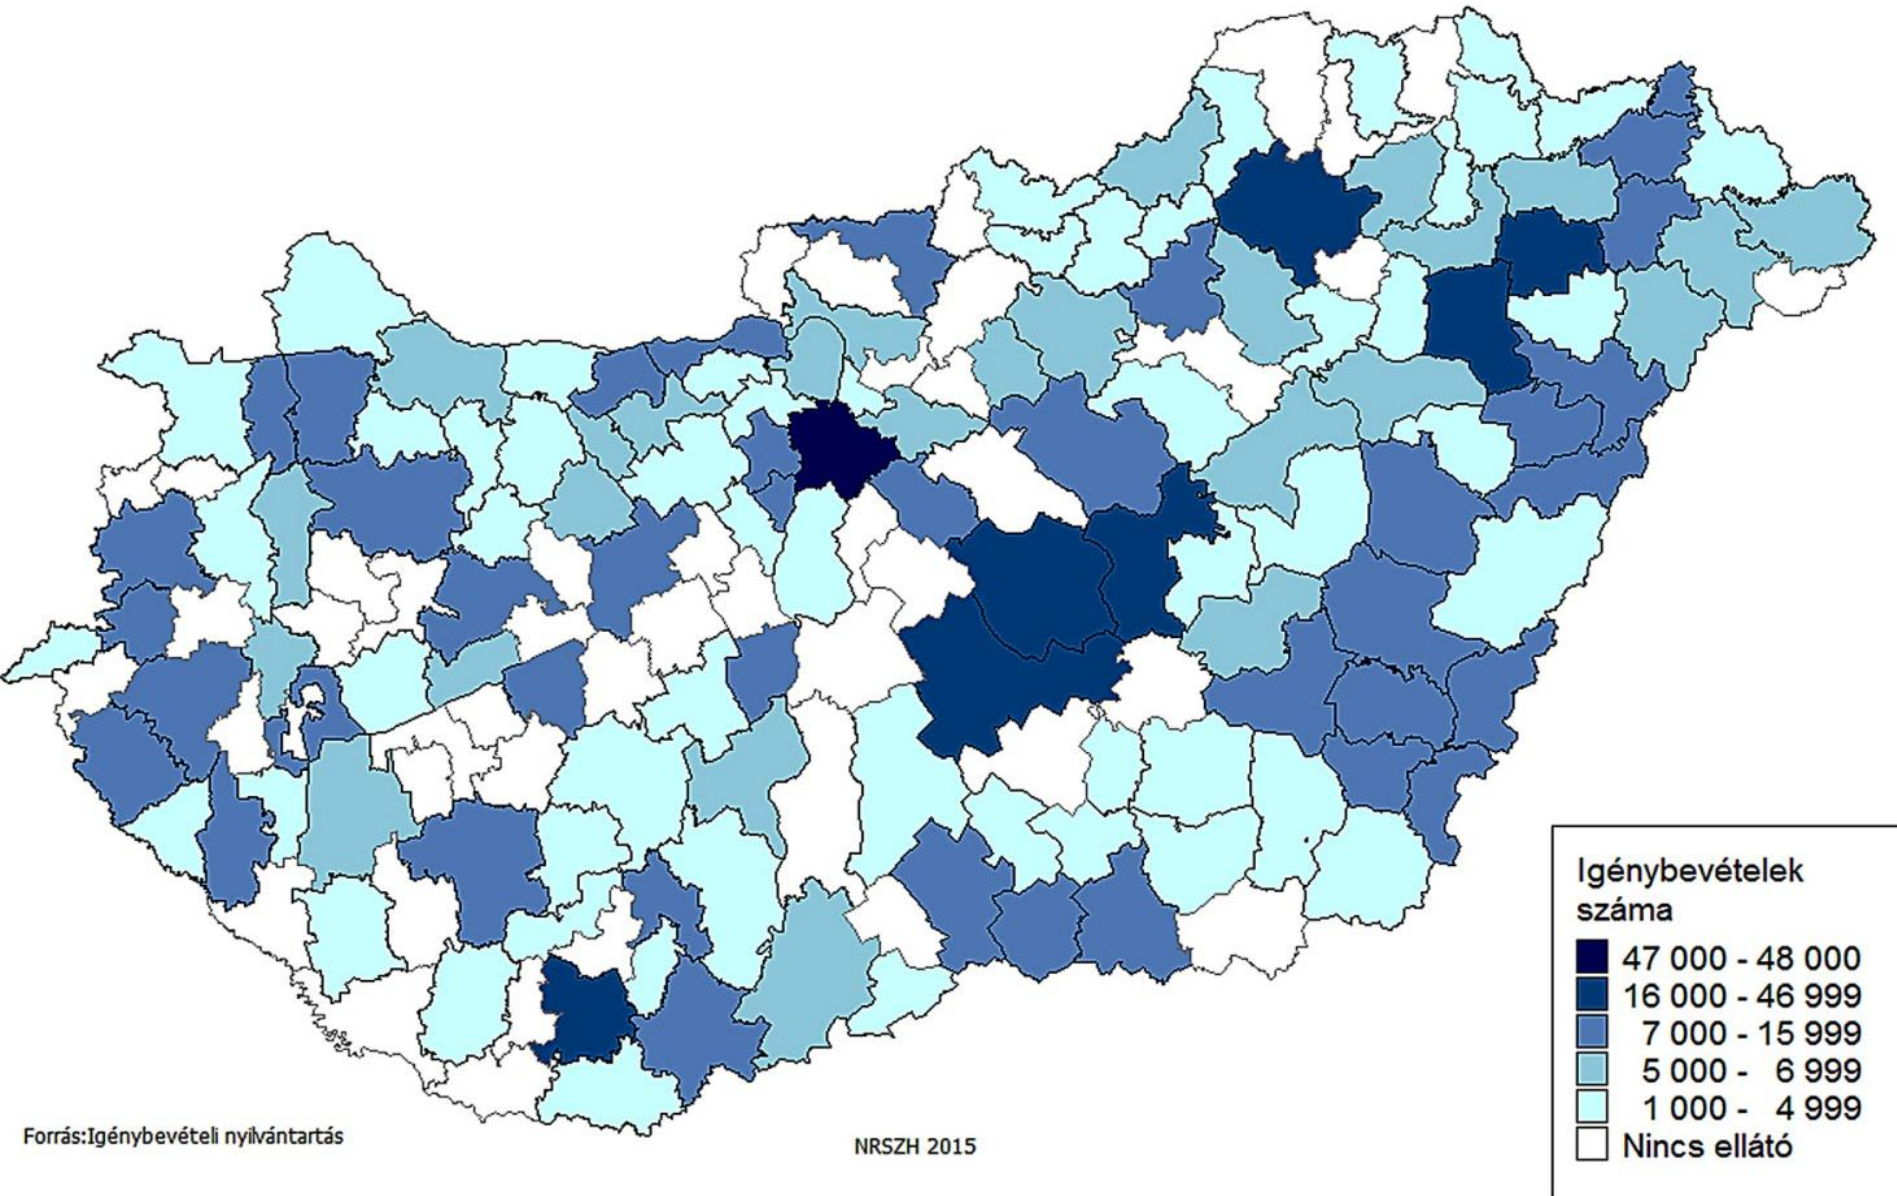 Igénybevételek
száma
47 000 - 48 000
16 000 - 46 999
7 000 - 15 999
5 000 - 6 999
1 000 - 4 999
Nincs ellátó
Forrás:Igénybevételi nyilvántartás
NRSZH 2015